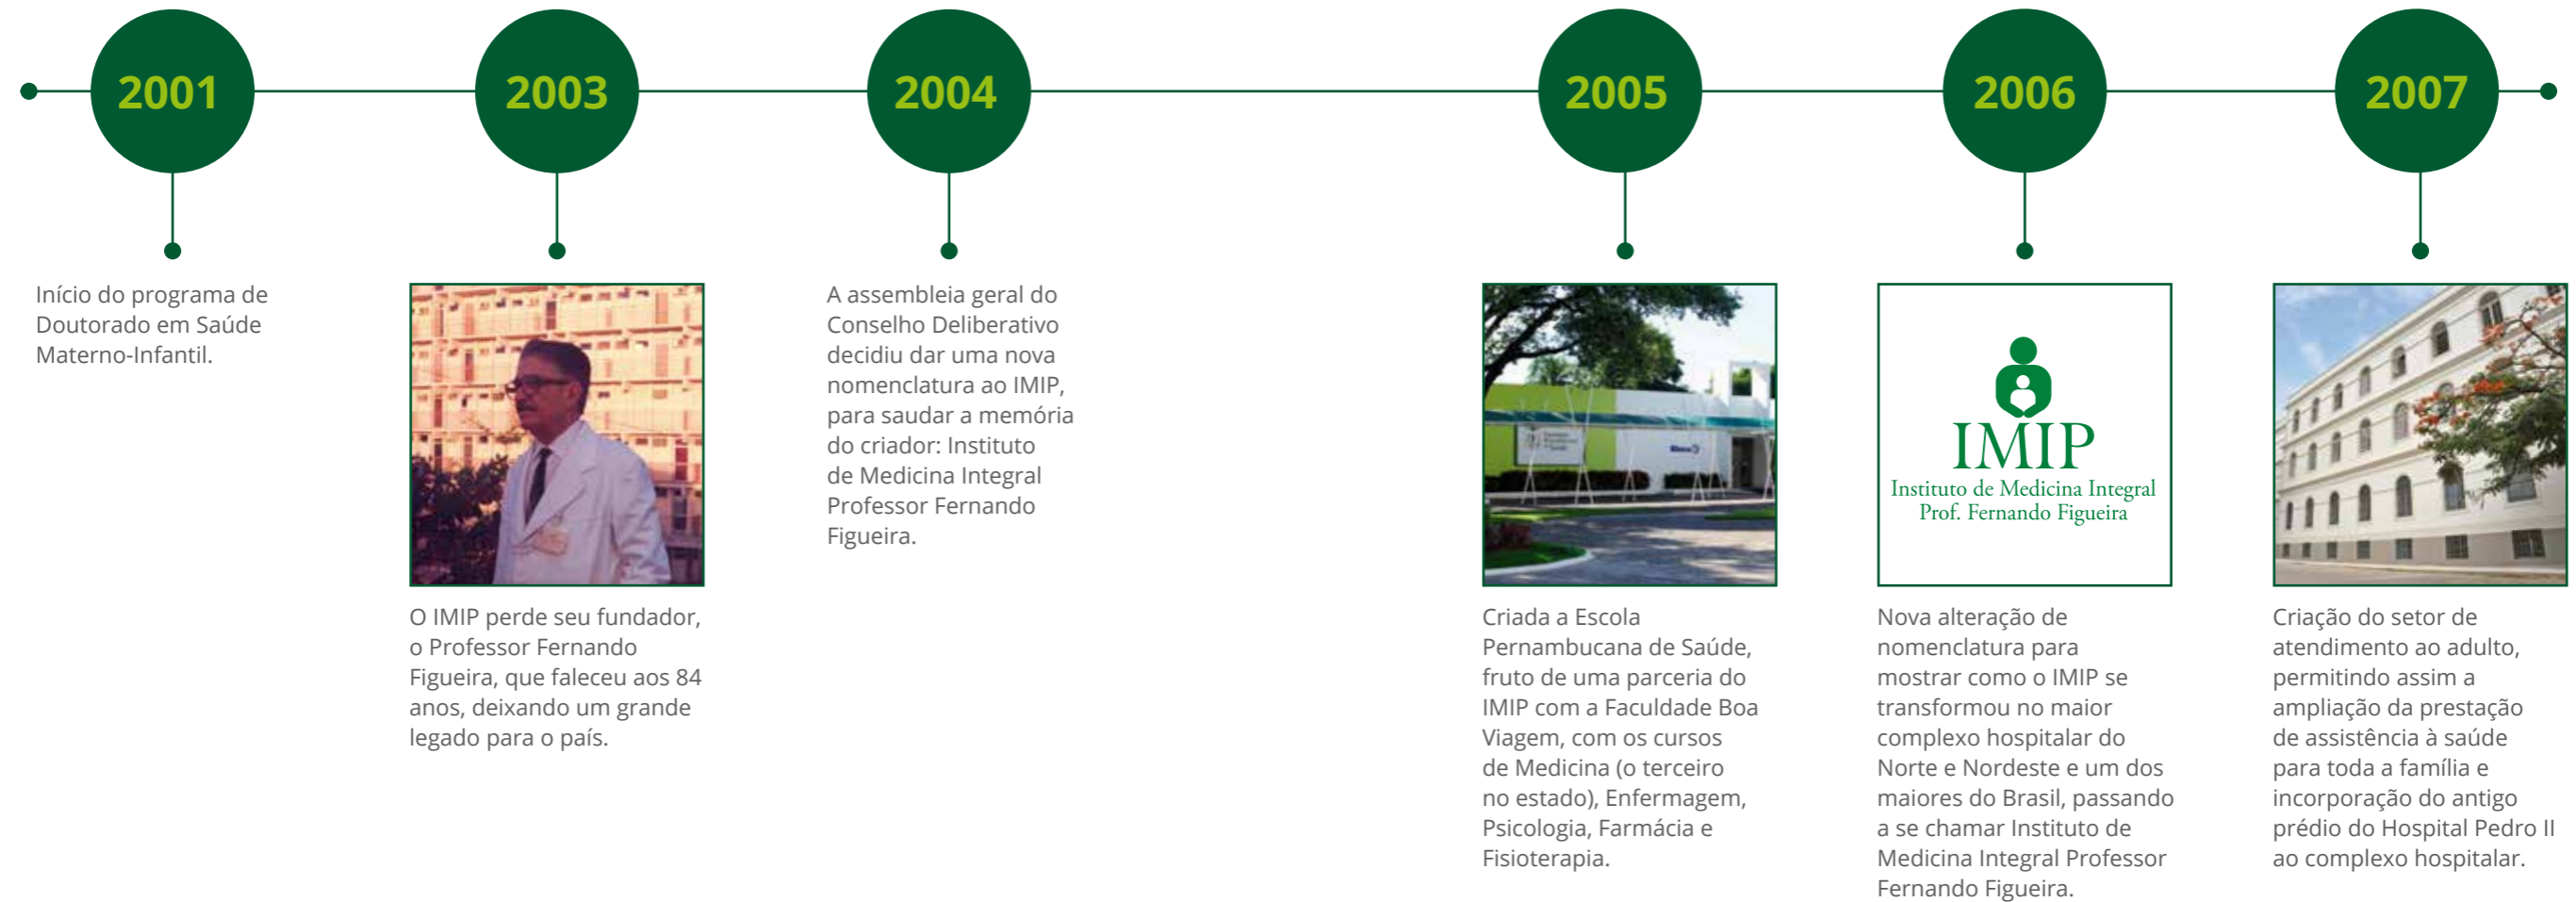 2001
2003
2004
2005
2006
2007
Início do programa de
Doutorado em Saúde
Materno-Infantil.
O IMIP perde seu fundador,
o Professor Fernando
Figueira, que faleceu aos 84
anos, deixando um grande
legado para o país.
A assembleia geral do
Conselho Deliberativo
decidiu dar uma nova
nomenclatura ao IMIP,
para saudar a memória
do criador: Instituto
de Medicina Integral
Professor Fernando
Figueira.
Criada a Escola
Pernambucana de Saúde,
fruto de uma parceria do
IMIP com a Faculdade Boa
Viagem, com os cursos
de Medicina (o terceiro
no estado), Enfermagem,
Psicologia, Farmácia e
Fisioterapia.
IMIP
Instituto de Medicina Integral
Prof. Fernando Figueira
Nova alteração de
nomenclatura para
mostrar como o IMIP se
transformou no maior
complexo hospitalar do
Norte e Nordeste e um dos
maiores do Brasil, passando
a se chamar Instituto de
Medicina Integral Professor
Fernando Figueira.
Criação do setor de
atendimento ao adulto,
permitindo assim a
ampliação da prestação
de assistência à saúde
para toda a família e
incorporação do antigo
prédio do Hospital Pedro II
ao complexo hospitalar.